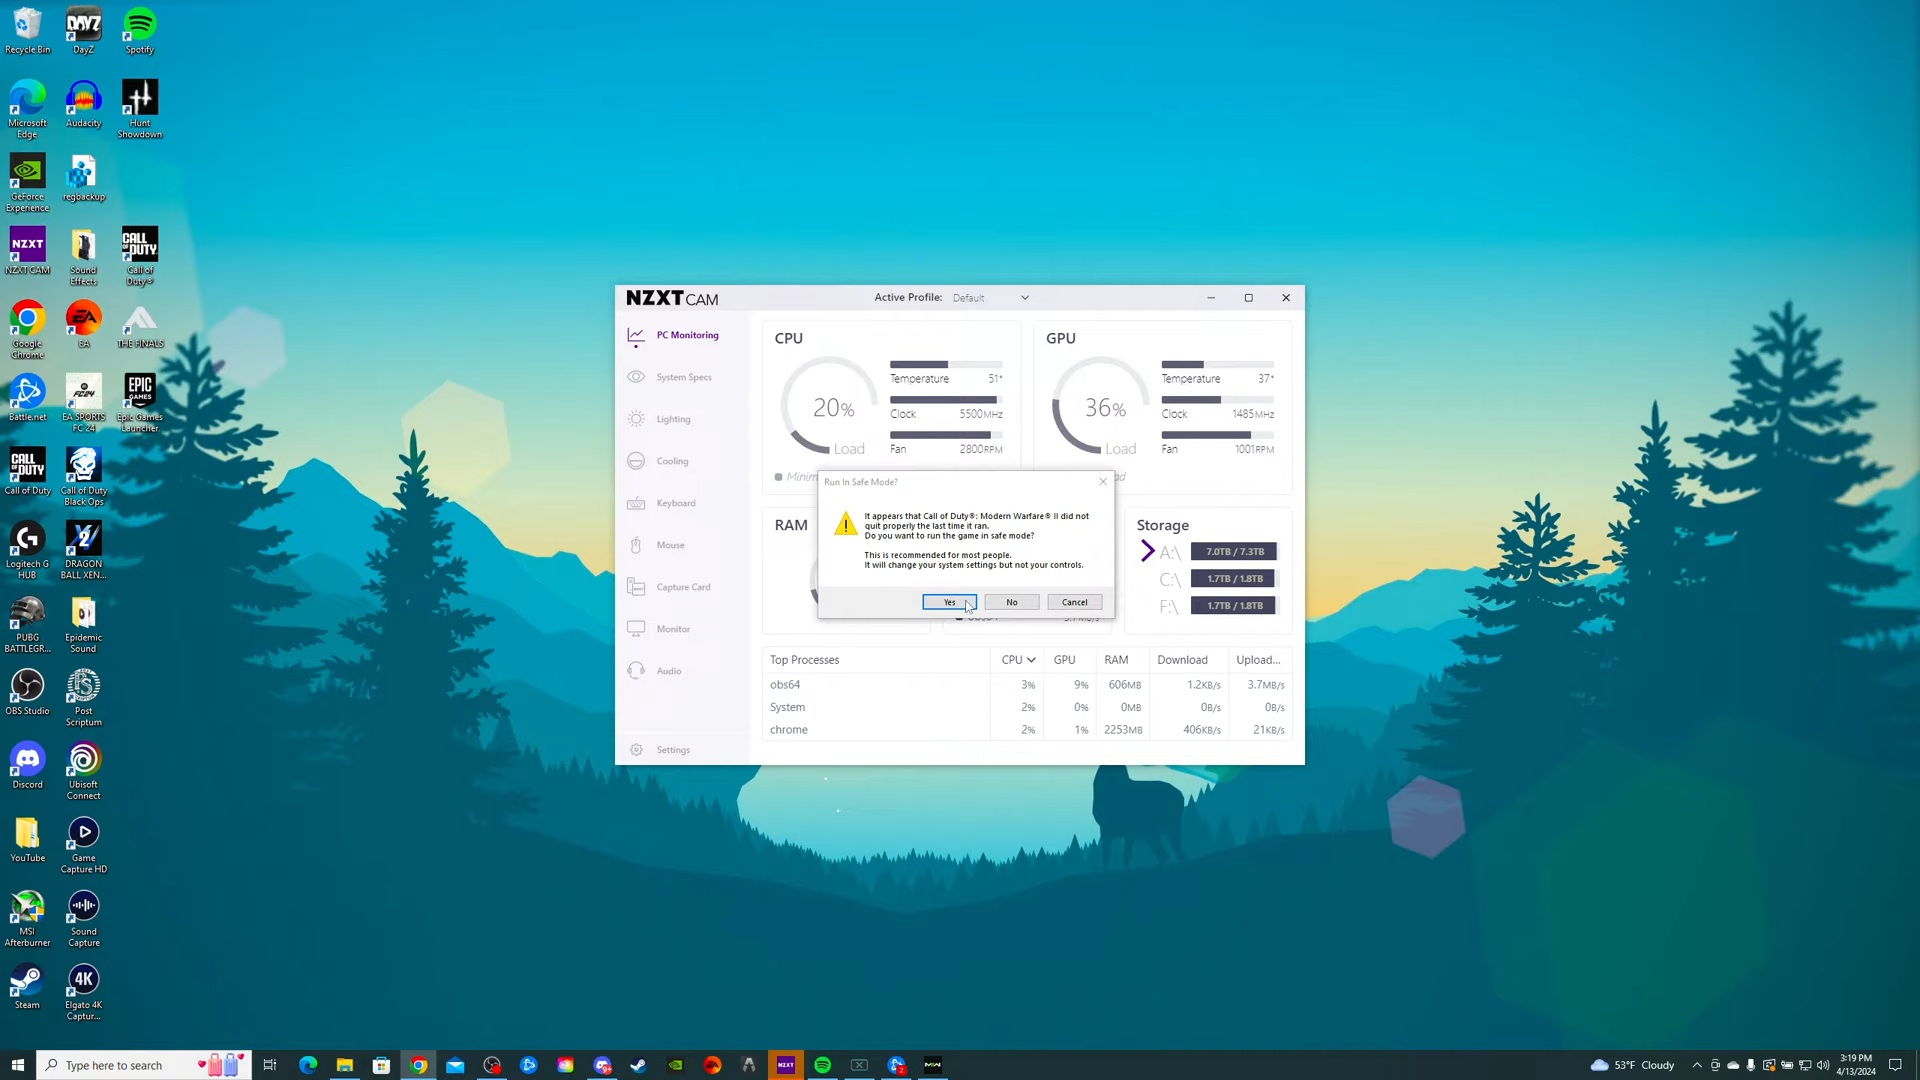 Recycle Bin
DayZ
Spotify
Microsoft Edge
Audacity
Hunt Showdown
GeForce Experience
regbackup
NZXT
NZXT CAM
Sound Effects
CALL OF DUTY
Call of Duty®
Google Chrome
EA
THE FINALS
Battle.net
EA SPORTS FC 24
EPIC GAMES
Epic Games Launcher
CALL OF DUTY
Call of Duty
Call of Duty Black Ops
Logitech G HUB
DRAGON BALL XEN...
PUBG BATTLEGR...
Epidemic Sound
OBS Studio
Post Scriptum
Discord
Ubisoft Connect
YouTube
Game Capture HD
MSI Afterburner
Sound Capture
Steam
4K
Elgato 4K Captur...
NZXT CAM
Active Profile: Default
PC Monitoring
System Specs
Lighting
Cooling
Keyboard
Mouse
Capture Card
Monitor
Audio
Settings
CPU
20%
Load
Temperature 51°
Clock 5500MHz
Fan 2800RPM
GPU
36%
Load
Temperature 37°
Clock 1485MHz
Fan 1001RPM
Run In Safe Mode?
It appears that Call of Duty®: Modern Warfare® II did not
quit properly the last time it ran.
Do you want to run the game in safe mode?
This is recommended for most people.
It will change your system settings but not your controls.
Yes No Cancel
RAM
Storage
A:\ 7.0TB / 7.3TB
C:\ 1.7TB / 1.8TB
F:\ 1.7TB / 1.8TB
Top Processes CPU GPU RAM Download Upload...
obs64 3% 9% 606MB 1.2KB/s 3.7MB/s
System 2% 0% 0MB 0B/s 0B/s
chrome 2% 1% 2253MB 406KB/s 21KB/s
Type here to search
NZXT
53°F Cloudy
3:19 PM
4/13/2024